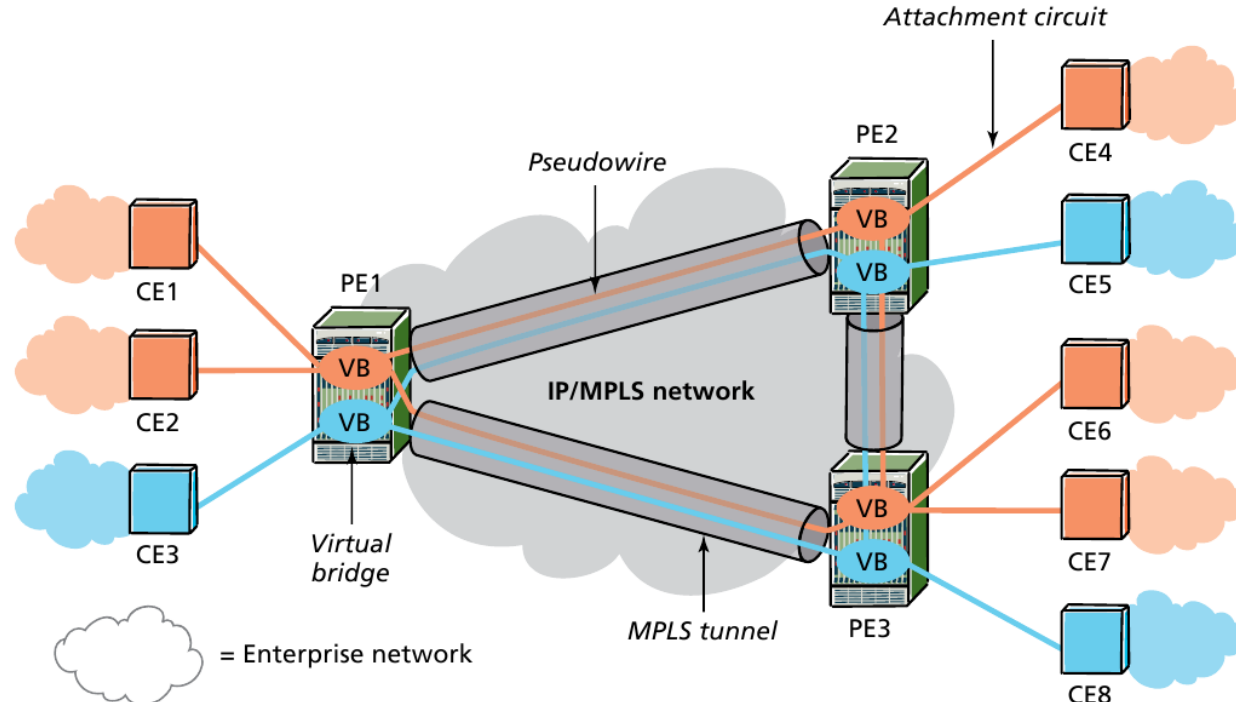 Attachment circuit
PE2
CE4
Pseudowire
VB
VB
CE5
CE1
PE1
VB
VB
CE2
IP/MPLS network
CE6
VB
VB
CE7
CE3
Virtual
bridge
MPLS tunnel
PE3
= Enterprise network
CE8